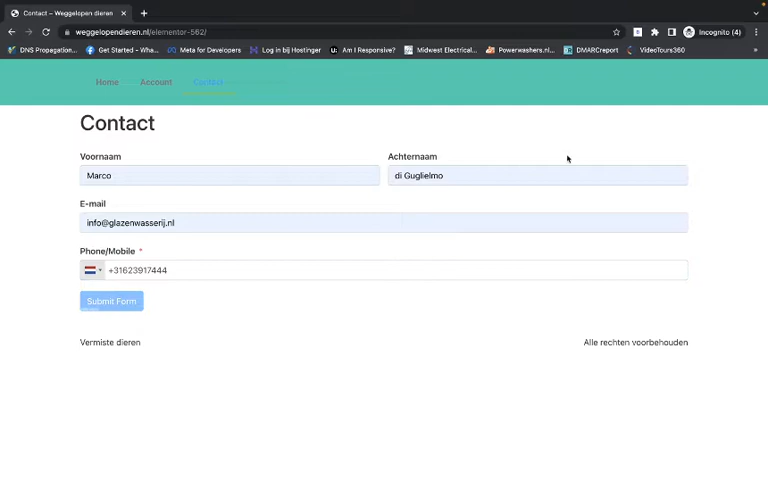 Contact – Weggelopen dieren
weggelopendieren.nl/elementor-562/
Incognito (4)
DNS Propagation...
Get Started - Wha...
Meta for Developers
Log in bij Hostinger
Am I Responsive?
Midwest Electrical...
Powerwashers.nl...
DMARCreport
VideoTours360
»
Home Account Contact
Contact
Voornaam
Achternaam
Marco
di Guglielmo
E-mail
info@glazenwasserij.nl
Phone/Mobile *
+31623917444
Submit Form
Vermiste dieren
Alle rechten voorbehouden